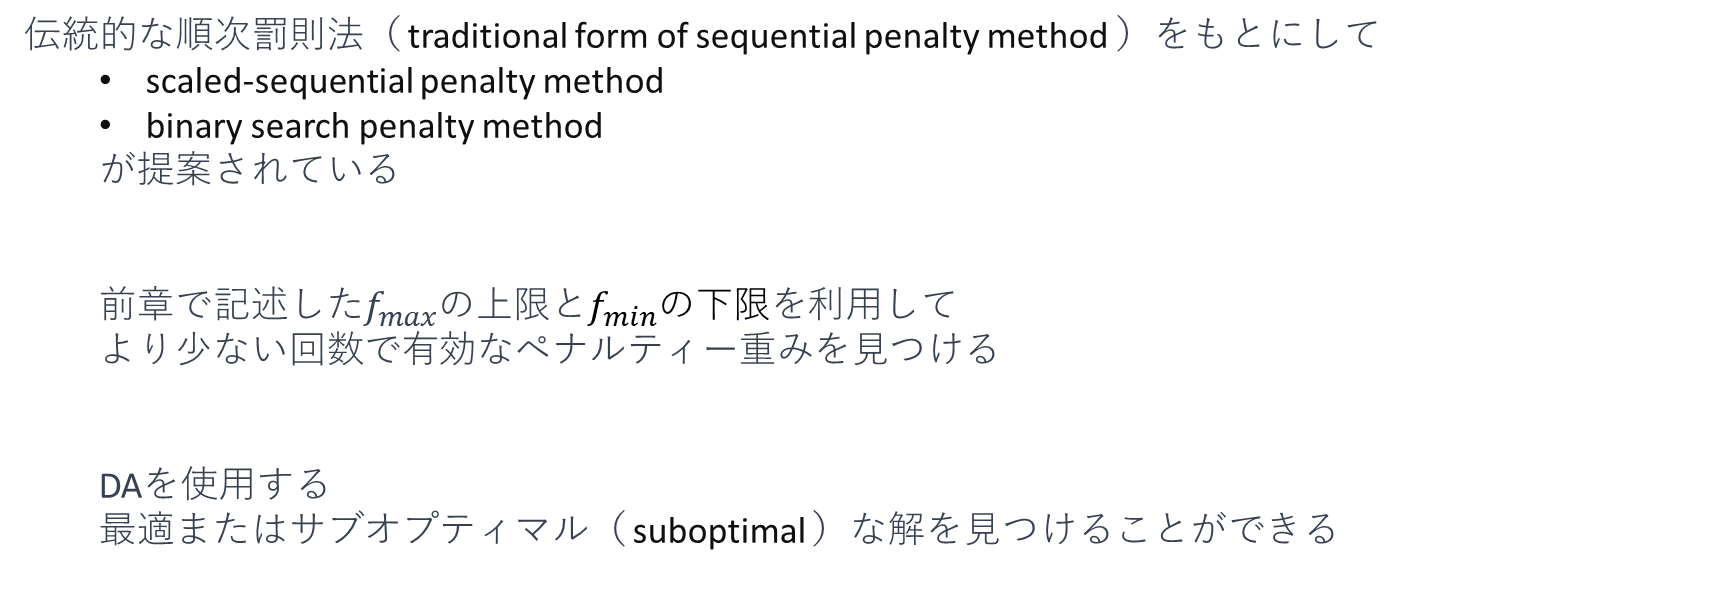 伝統的な順次罰則法（traditional form of sequential penalty method）をもとにして
• scaled-sequential penalty method
• binary search penalty method
が提案されている
前章で記述したf_maxの上限とf_minの下限を利用して
より少ない回数で有効なペナルティー重みを見つける
DAを使用する
最適またはサブオプティマル（suboptimal）な解を見つけることができる